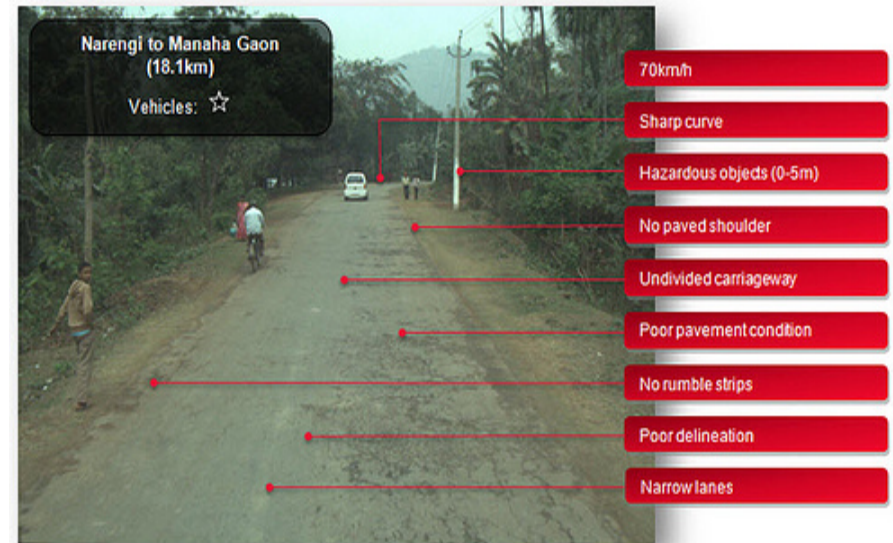 Narengi to Manaha Gaon
(18.1km)
Vehicles: ☆
70km/h
Sharp curve
Hazardous objects (0-5m)
No paved shoulder
Undivided carriageway
Poor pavement condition
No rumble strips
Poor delineation
Narrow lanes